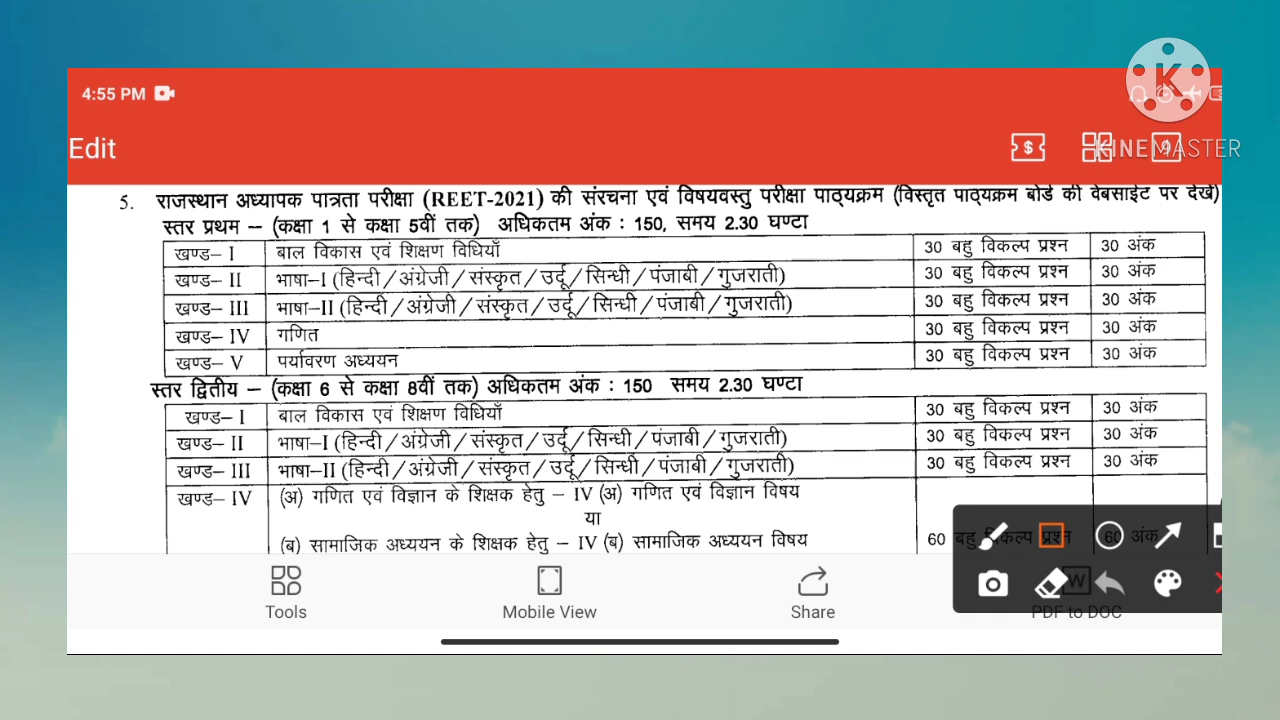 K
4:55 PM
KINEMASTER
Edit
5. राजस्थान अध्यापक पात्रता परीक्षा (REET-2021) की संरचना एवं विषयवस्तु परीक्षा पाठ्यक्रम (विस्तृत पाठ्यक्रम बोर्ड की वेबसाईट पर देखे)
स्तर प्रथम – (कक्षा 1 से कक्षा 5वीं तक) अधिकतम अंक : 150, समय 2.30 घण्टा
खण्ड– I बाल विकास एवं शिक्षण विधियाँ 30 बहु विकल्प प्रश्न 30 अंक
खण्ड– II भाषा–I (हिन्दी/अंग्रेजी/संस्कृत/उर्दू/सिन्धी/पंजाबी/गुजराती) 30 बहु विकल्प प्रश्न 30 अंक
खण्ड– III भाषा–II (हिन्दी/अंग्रेजी/संस्कृत/उर्दू/सिन्धी/पंजाबी/गुजराती) 30 बहु विकल्प प्रश्न 30 अंक
खण्ड– IV गणित 30 बहु विकल्प प्रश्न 30 अंक
खण्ड– V पर्यावरण अध्ययन 30 बहु विकल्प प्रश्न 30 अंक
स्तर द्वितीय – (कक्षा 6 से कक्षा 8वीं तक) अधिकतम अंक : 150 समय 2.30 घण्टा
खण्ड– I बाल विकास एवं शिक्षण विधियाँ 30 बहु विकल्प प्रश्न 30 अंक
खण्ड– II भाषा–I (हिन्दी/अंग्रेजी/संस्कृत/उर्दू/सिन्धी/पंजाबी/गुजराती) 30 बहु विकल्प प्रश्न 30 अंक
खण्ड– III भाषा–II (हिन्दी/अंग्रेजी/संस्कृत/उर्दू/सिन्धी/पंजाबी/गुजराती) 30 बहु विकल्प प्रश्न 30 अंक
खण्ड– IV (अ) गणित एवं विज्ञान के शिक्षक हेतु – IV (अ) गणित एवं विज्ञान विषय
या
(ब) सामाजिक अध्ययन के शिक्षक हेतु – IV (ब) सामाजिक अध्ययन विषय 60 बहु विकल्प प्रश्न 60 अंक
Tools Mobile View Share PDF to DOC